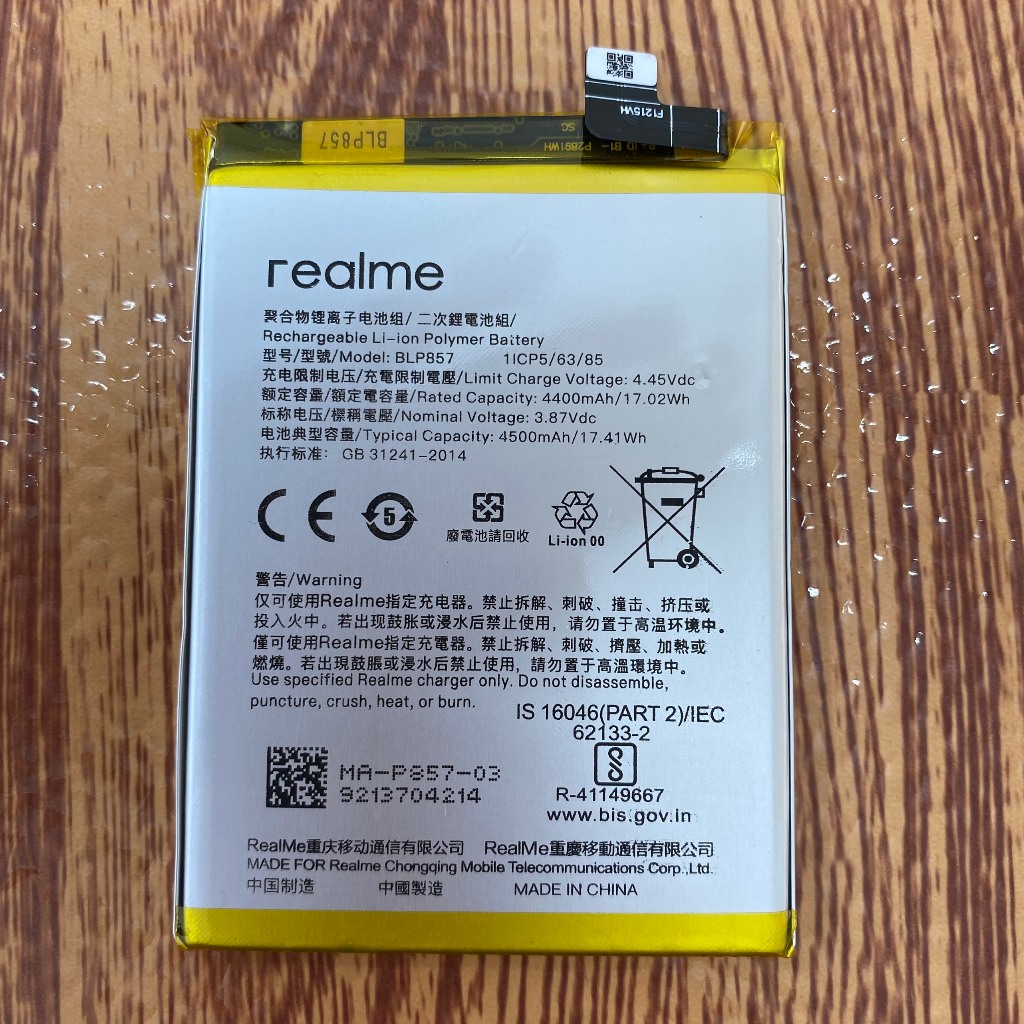 F1215VH
BLP857
SC
P2891WH
B1-
realme
聚合物锂离子电池组/ 二次鋰電池組/
Rechargeable Li-ion Polymer Battery
型号/型號/Model: BLP857 1ICP5/63/85
充电限制电压/充電限制電壓/Limit Charge Voltage: 4.45Vdc
额定容量/額定電容量/Rated Capacity: 4400mAh/17.02Wh
标称电压/標稱電壓/Nominal Voltage: 3.87Vdc
电池典型容量/Typical Capacity: 4500mAh/17.41Wh
执行标准: GB 31241-2014
CE
5
廢電池請回收
Li-ion 00
警告/Warning
仅可使用Realme指定充电器。禁止拆解、刺破、撞击、挤压或
投入火中。若出现鼓胀或浸水后禁止使用，请勿置于高温环境中。
僅可使用Realme指定充電器。禁止拆解、刺破、擠壓、加熱或
燃燒。若出現鼓脹或浸水後禁止使用，請勿置于高溫環境中。
Use specified Realme charger only. Do not disassemble,
puncture, crush, heat, or burn.
IS 16046(PART 2)/IEC
62133-2
MA-P857-03
9213704214
R-41149667
www.bis.gov.in
RealMe重庆移动通信有限公司 RealMe重慶移動通信有限公司
MADE FOR Realme Chongqing Mobile Telecommunications Corp.,Ltd.
中国制造 中國製造 MADE IN CHINA